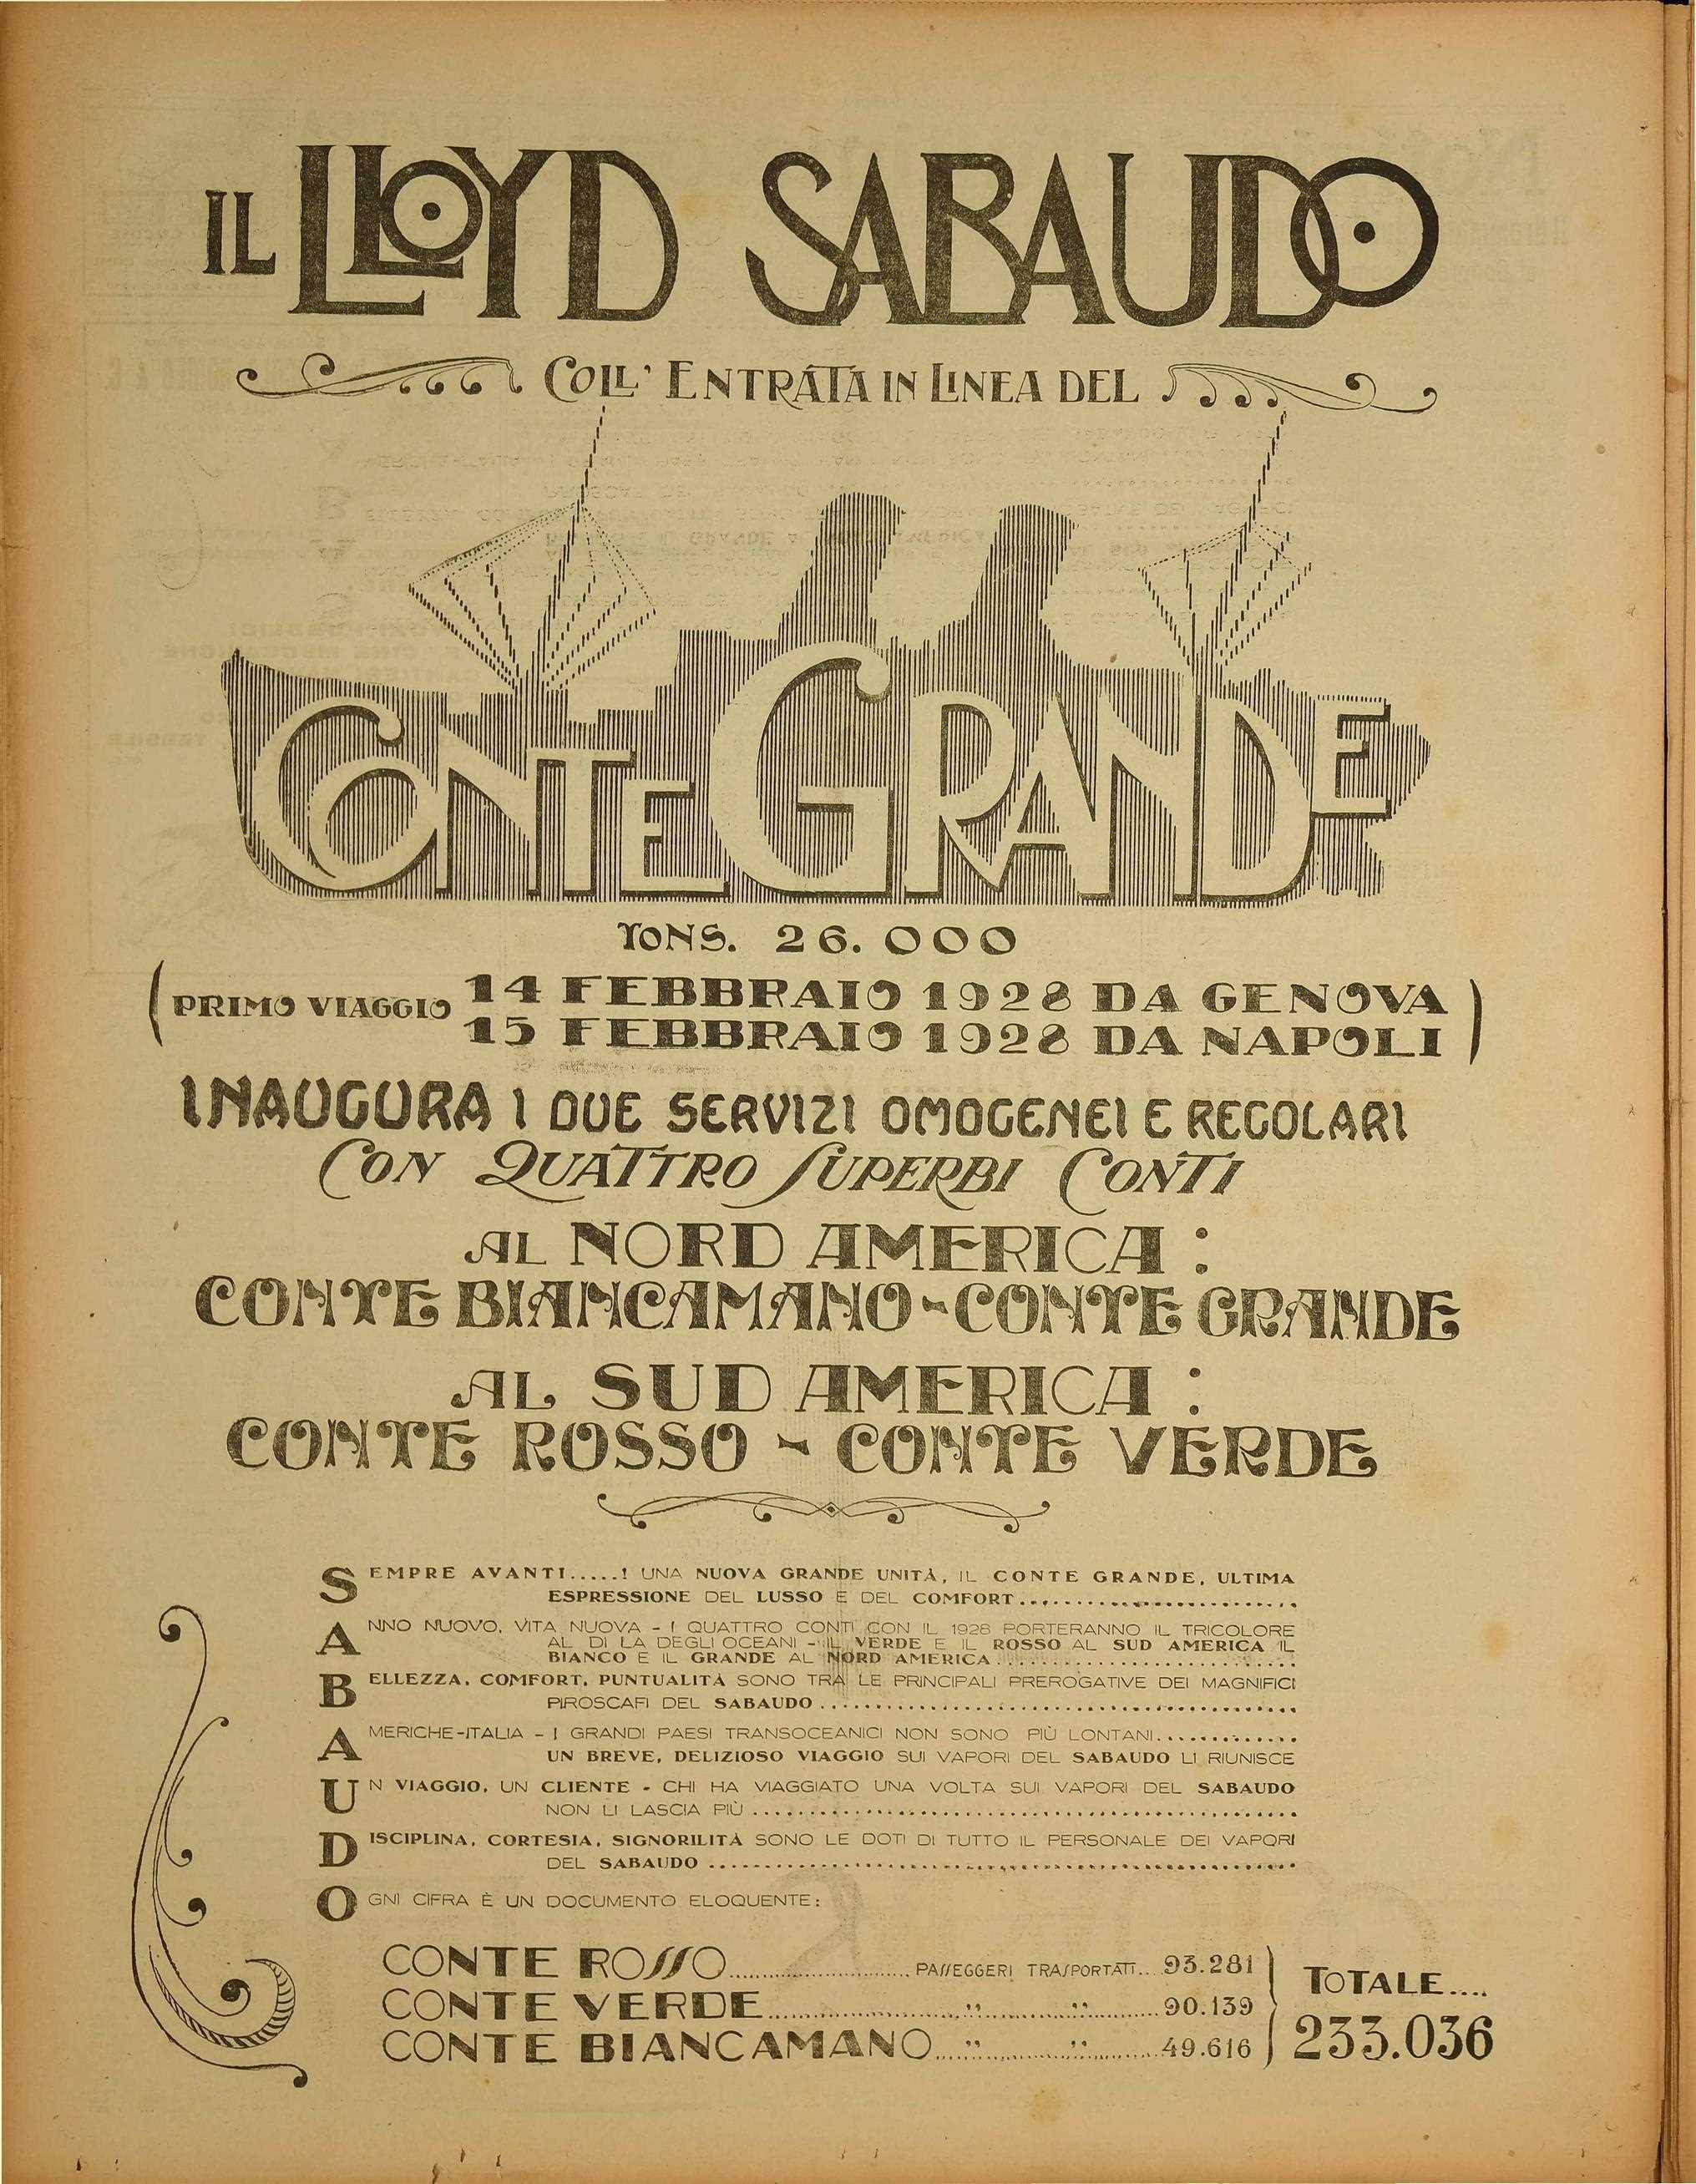 IL LLOYD SABAUDO
COLL' ENTRATA IN LINEA DEL
CONTE GRANDE
TONS. 26.000
(PRIMO VIAGGIO 14 FEBBRAIO 1928 DA GENOVA
15 FEBBRAIO 1928 DA NAPOLI)
INAUGURA I DUE SERVIZI OMOGENEI E REGOLARI
CON QUATTRO SUPERBI CONTI
AL NORD AMERICA :
CONTE BIANCAMANO - CONTE GRANDE
AL SUD AMERICA :
CONTE ROSSO - CONTE VERDE
SEMPRE AVANTI.....! UNA NUOVA GRANDE UNITÀ, IL CONTE GRANDE, ULTIMA
ESPRESSIONE DEL LUSSO E DEL COMFORT..............................
ANNO NUOVO, VITA NUOVA - I QUATTRO CONTI CON IL 1928 PORTERANNO IL TRICOLORE
AL DI LA DEGLI OCEANI - IL VERDE E IL ROSSO AL SUD AMERICA IL
BIANCO E IL GRANDE AL NORD AMERICA..............................
BELLEZZA, COMFORT, PUNTUALITÀ SONO TRA LE PRINCIPALI PREROGATIVE DEI MAGNIFICI
PIROSCAFI DEL SABAUDO..............................
AMERICHE-ITALIA - I GRANDI PAESI TRANSOCEANICI NON SONO PIÙ LONTANI.............
UN BREVE, DELIZIOSO VIAGGIO SUI VAPORI DEL SABAUDO LI RIUNISCE
UN VIAGGIO, UN CLIENTE - CHI HA VIAGGIATO UNA VOLTA SUI VAPORI DEL SABAUDO
NON LI LASCIA PIÙ..............................
DISCIPLINA, CORTESIA, SIGNORILITÀ SONO LE DOTI DI TUTTO IL PERSONALE DEI VAPORI
DEL SABAUDO..............................
OGNI CIFRA È UN DOCUMENTO ELOQUENTE:
CONTE ROSSO.................... PASSEGGERI TRASPORTATI... 93.281
CONTE VERDE....................,,..........,,.......... 90.139
CONTE BIANCAMANO.....,,..........,,.......... 49.616
TOTALE....
233.036